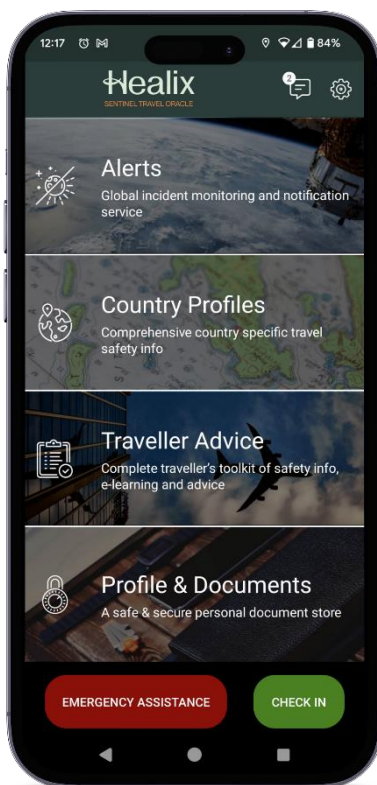 12:17
84%
Healix
SENTINEL TRAVEL ORACLE
2
Alerts
Global incident monitoring and notification
service
Country Profiles
Comprehensive country specific travel
safety info
Traveller Advice
Complete traveller's toolkit of safety info,
e-learning and advice
Profile & Documents
A safe & secure personal document store
EMERGENCY ASSISTANCE
CHECK IN